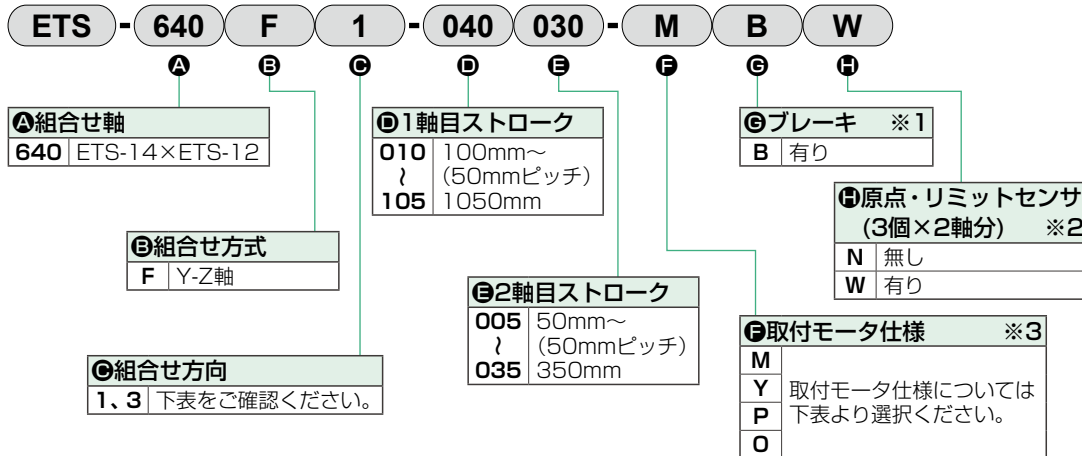 ETS-640F1-040030-MBW
A B C D E F G H
A組合せ軸
640 ETS-14×ETS-12
B組合せ方式
F Y-Z軸
C組合せ方向
1、3 下表をご確認ください。
D1軸目ストローク
010 100mm～
～ （50mmピッチ）
105 1050mm
E2軸目ストローク
005 50mm～
～ （50mmピッチ）
035 350mm
F取付モータ仕様 ※3
M
Y 取付モータ仕様については
P 下表より選択ください。
O
Gブレーキ ※1
B 有り
H原点・リミットセンサ
(3個×2軸分) ※2
N 無し
W 有り